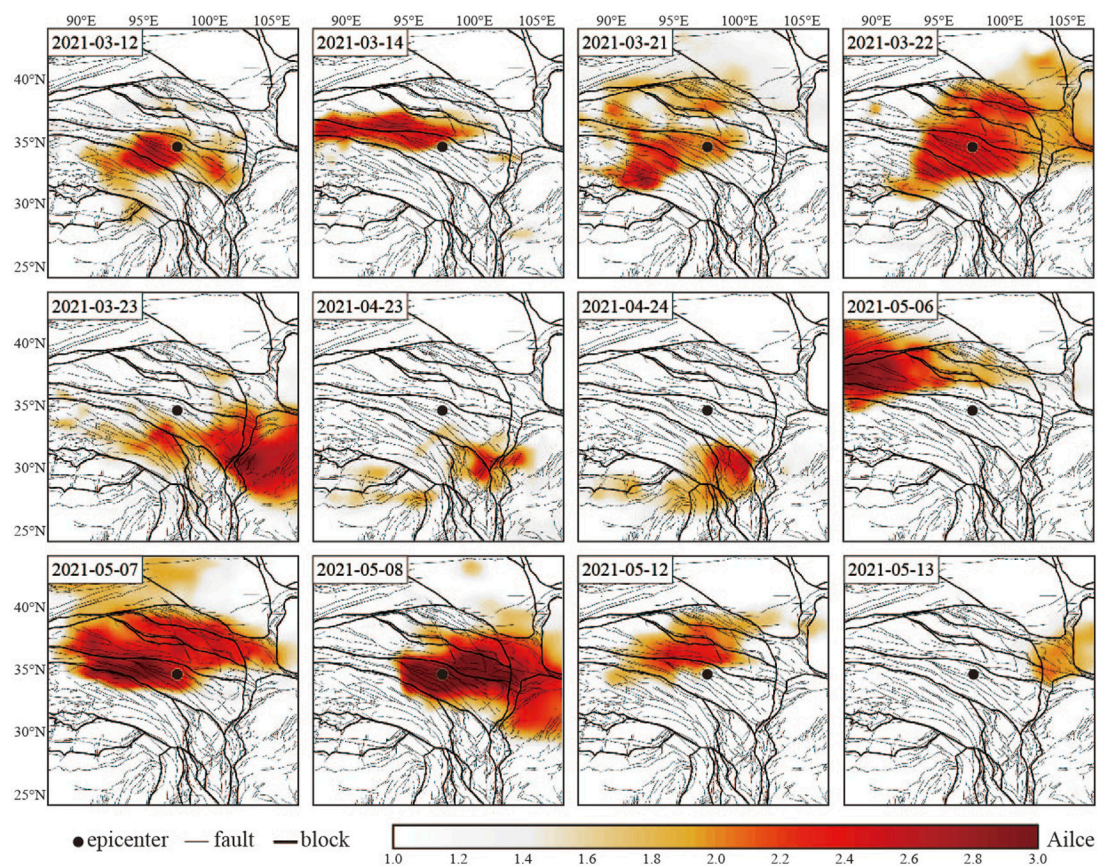 90°E 95°E 100°E 105°E 90°E 95°E 100°E 105°E 90°E 95°E 100°E 105°E 90°E 95°E 100°E 105°E
2021-03-12 2021-03-14 2021-03-21 2021-03-22
40°N
35°N
30°N
25°N
2021-03-23 2021-04-23 2021-04-24 2021-05-06
40°N
35°N
30°N
25°N
2021-05-07 2021-05-08 2021-05-12 2021-05-13
40°N
35°N
30°N
25°N
epicenter fault block Ailce
1.0 1.2 1.4 1.6 1.8 2.0 2.2 2.4 2.6 2.8 3.0